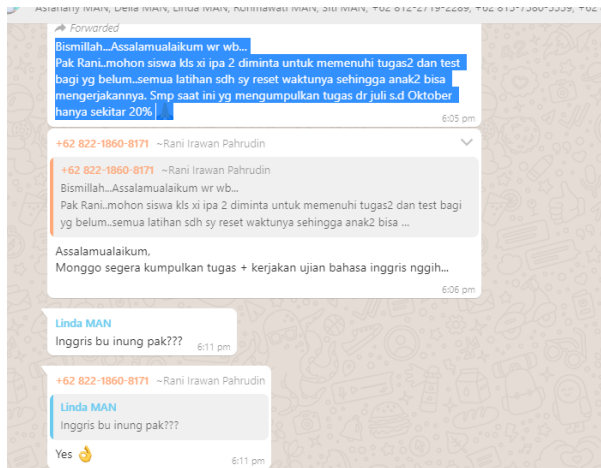 Asfahany MAN, Della MAN, Linda MAN, Rohmawati MAN, Siti MAN, +62 812-2719-2289,
Forwarded
Bismillah...Assalamualaikum wr wb...
Pak Rani..mohon siswa kls xi ipa 2 diminta untuk memenuhi tugas2 dan test
bagi yg belum..semua latihan sdh sy reset waktunya sehingga anak2 bisa
mengerjakannya. Smp saat ini yg mengumpulkan tugas dr juli s.d Oktober
hanya sekitar 20%
6:05 pm
+62 822-1860-8171 ~Rani Irawan Pahrudin
+62 822-1860-8171 ~Rani Irawan Pahrudin
Bismillah...Assalamualaikum wr wb...
Pak Rani..mohon siswa kls xi ipa 2 diminta untuk memenuhi tugas2 dan test bagi
yg belum..semua latihan sdh sy reset waktunya sehingga anak2 bisa ...
Assalamualaikum,
Monggo segera kumpulkan tugas + kerjakan ujian bahasa inggris nggih...
6:06 pm
Linda MAN
Inggris bu inung pak???
6:11 pm
+62 822-1860-8171 ~Rani Irawan Pahrudin
Linda MAN
Inggris bu inung pak???
Yes 👌
6:11 pm